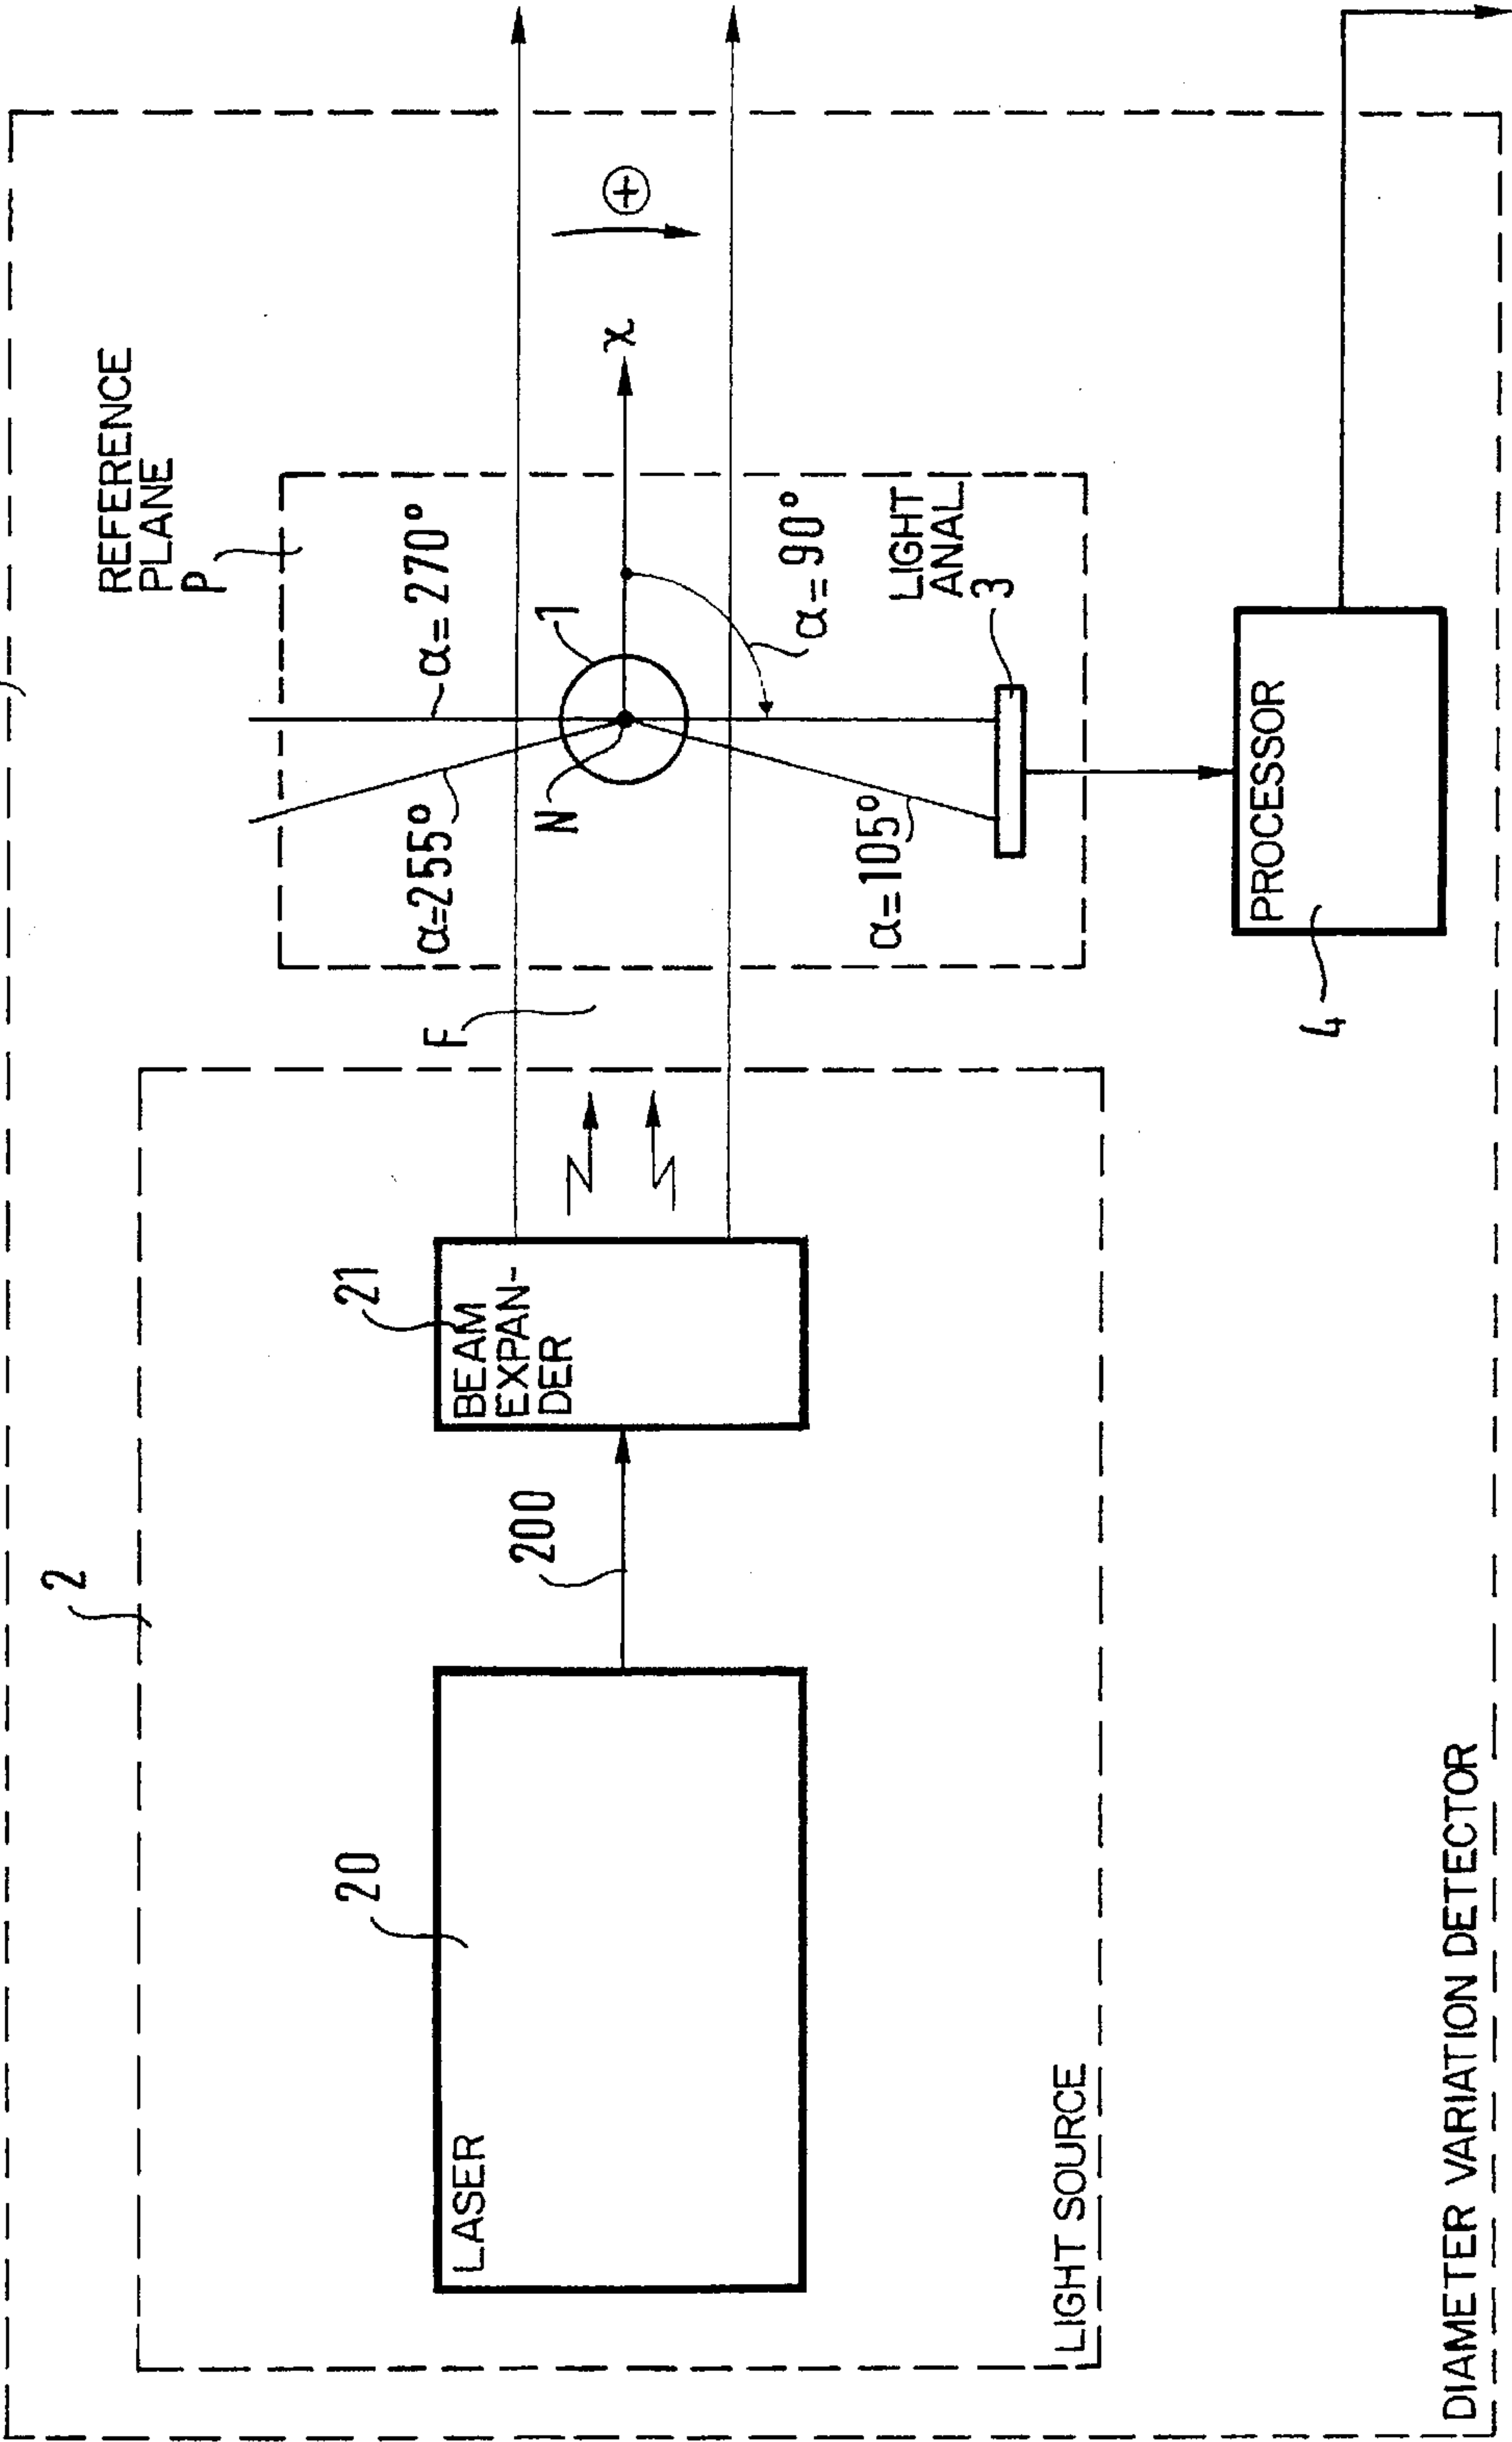 REFERENCE
PLANE
P
α=270°
α=255°
1
N
x
+
α=90°
α=105°
LIGHT
ANAL.
3
F
PROCESSOR
4
2
21
BEAM
EXPAN-
DER
200
20
LASER
LIGHT SOURCE
DIAMETER VARIATION DETECTOR